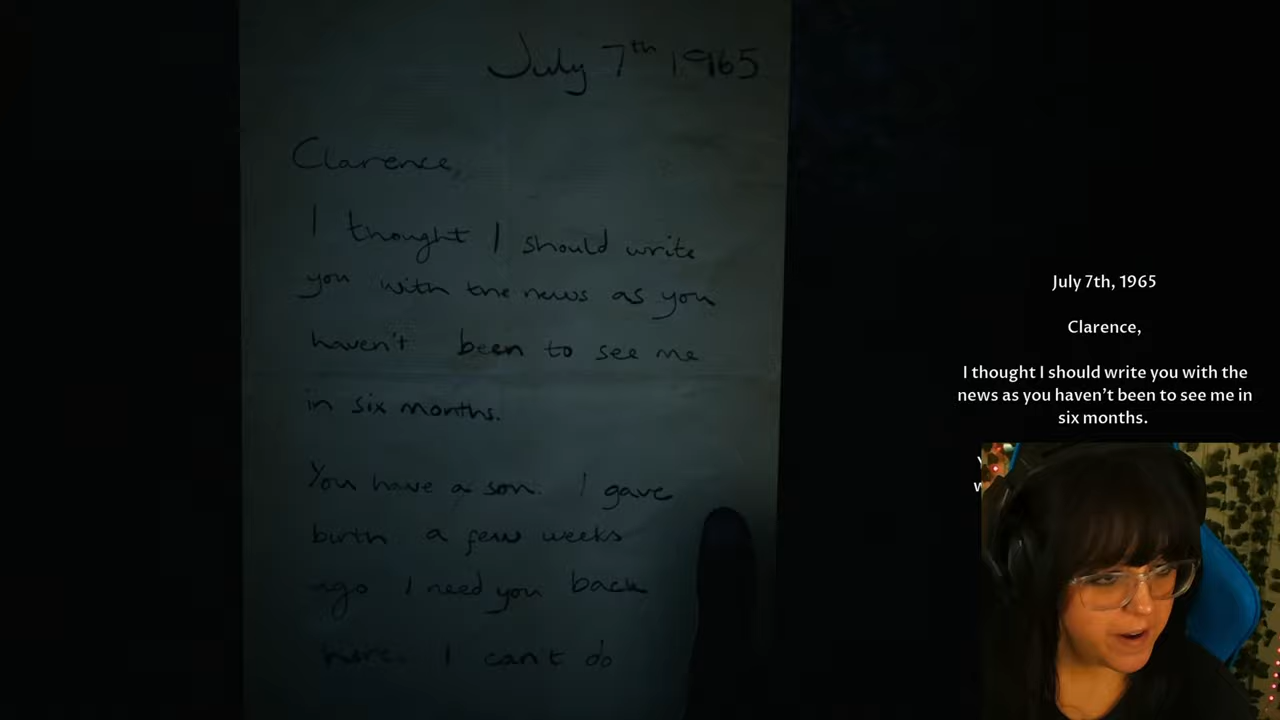 July 7th 1965
Clarence,
I thought I should write
you with the news as you
haven't been to see me
in six months.
You have a son. I gave
birth a few weeks
ago I need you back
here. I can't do
July 7th, 1965
Clarence,
I thought I should write you with the
news as you haven't been to see me in
six months.